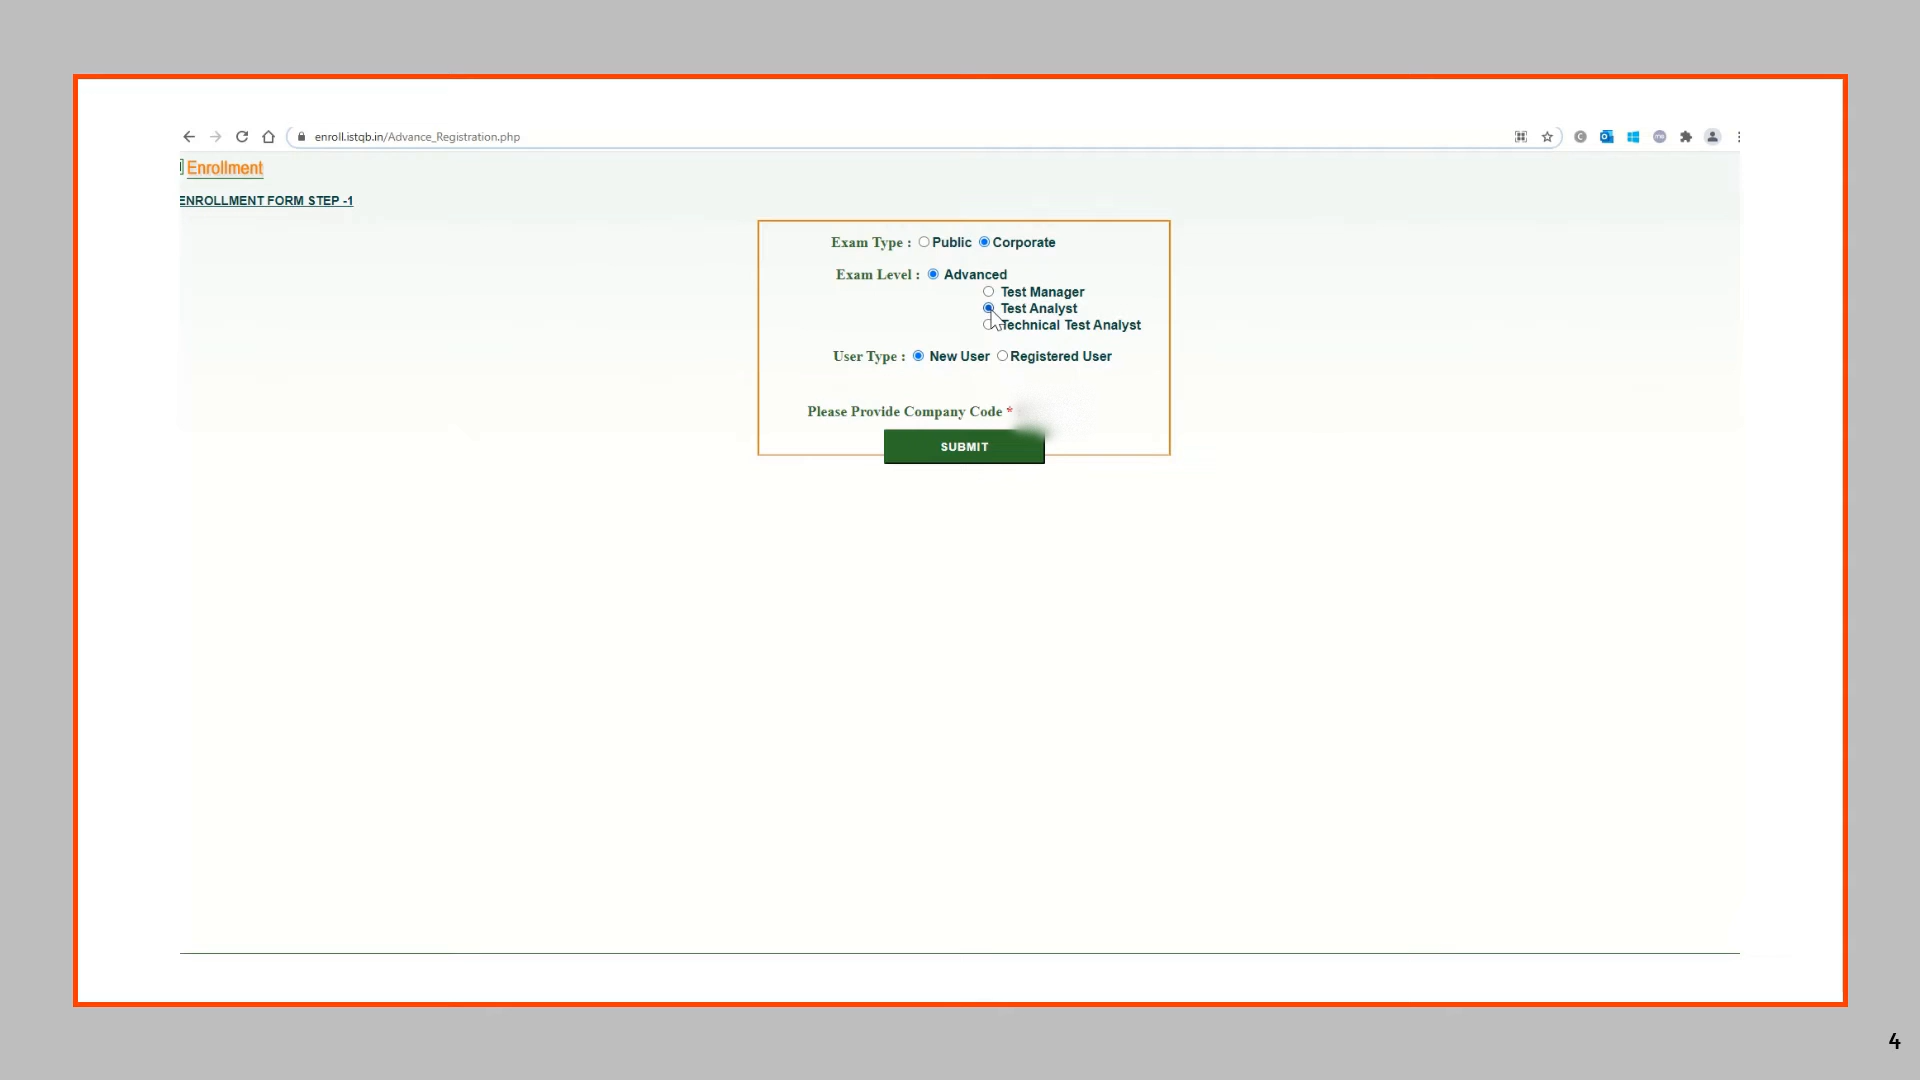 enroll.istqb.in/Advance_Registration.php
Enrollment
ENROLLMENT FORM STEP -1
Exam Type : Public Corporate
Exam Level : Advanced
Test Manager
Test Analyst
Technical Test Analyst
User Type : New User Registered User
Please Provide Company Code *
SUBMIT
4